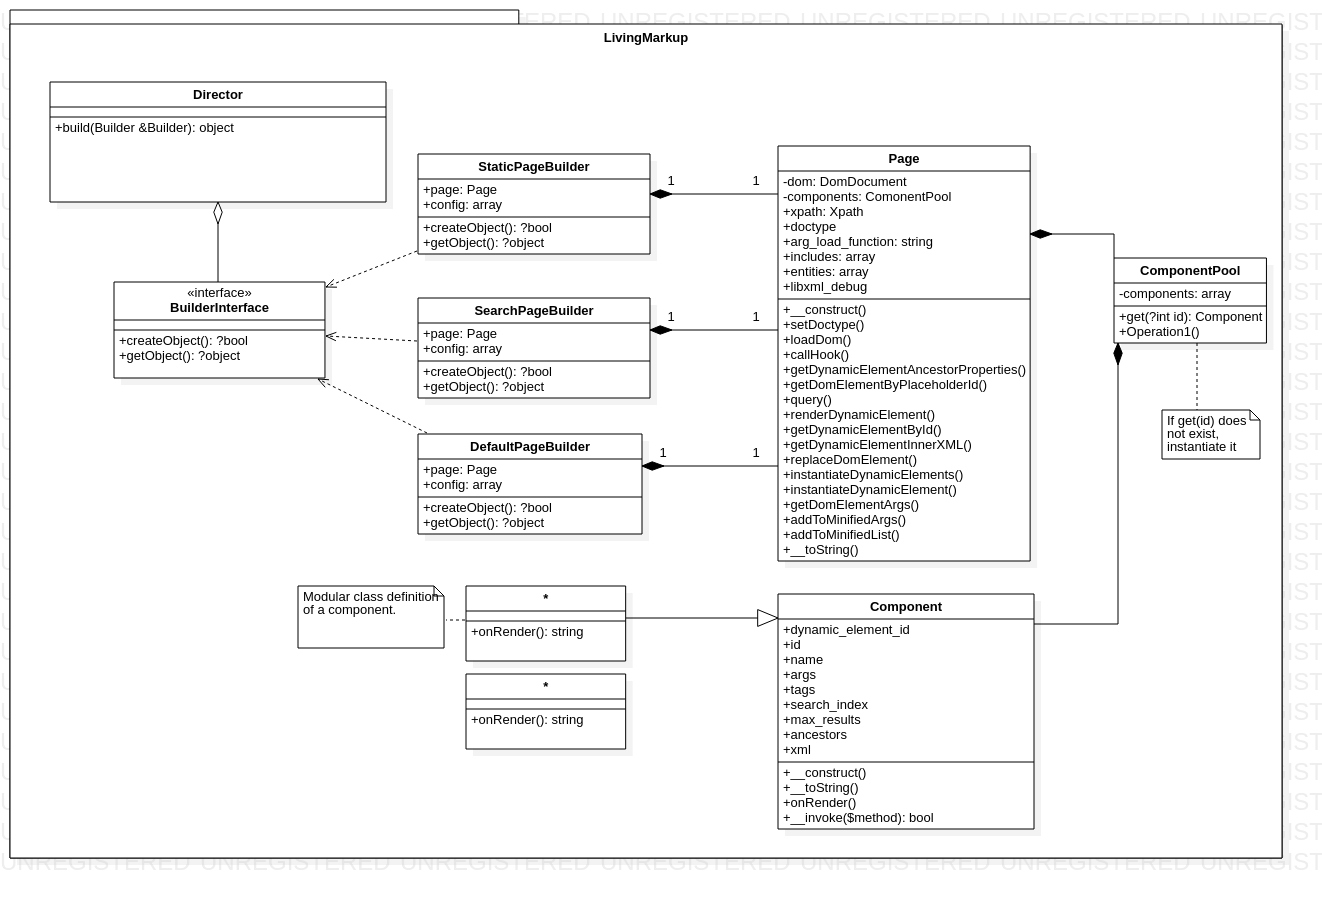 LivingMarkup
Director
+build(Builder &Builder): object
«interface»
BuilderInterface
+createObject(): ?bool
+getObject(): ?object
StaticPageBuilder
+page: Page
+config: array
+createObject(): ?bool
+getObject(): ?object
1
1
SearchPageBuilder
+page: Page
+config: array
+createObject(): ?bool
+getObject(): ?object
1
1
DefaultPageBuilder
+page: Page
+config: array
+createObject(): ?bool
+getObject(): ?object
1
1
Page
-dom: DomDocument
-components: ComonentPool
+xpath: Xpath
+doctype
+arg_load_function: string
+includes: array
+entities: array
+libxml_debug
+__construct()
+setDoctype()
+loadDom()
+callHook()
+getDynamicElementAncestorProperties()
+getDomElementByPlaceholderId()
+query()
+renderDynamicElement()
+getDynamicElementById()
+getDynamicElementInnerXML()
+replaceDomElement()
+instantiateDynamicElements()
+instantiateDynamicElement()
+getDomElementArgs()
+addToMinifiedArgs()
+addToMinifiedList()
+__toString()
ComponentPool
-components: array
+get(?int id): Component
+Operation1()
If get(id) does
not exist,
instantiate it
Modular class definition
of a component.
*
+onRender(): string
*
+onRender(): string
Component
+dynamic_element_id
+id
+name
+args
+tags
+search_index
+max_results
+ancestors
+xml
+__construct()
+__toString()
+onRender()
+__invoke($method): bool
UNREGISTERED UNREGISTERED UNREGISTERED UNREGISTERED UNREGISTERED UNREGISTERED UNREGIST